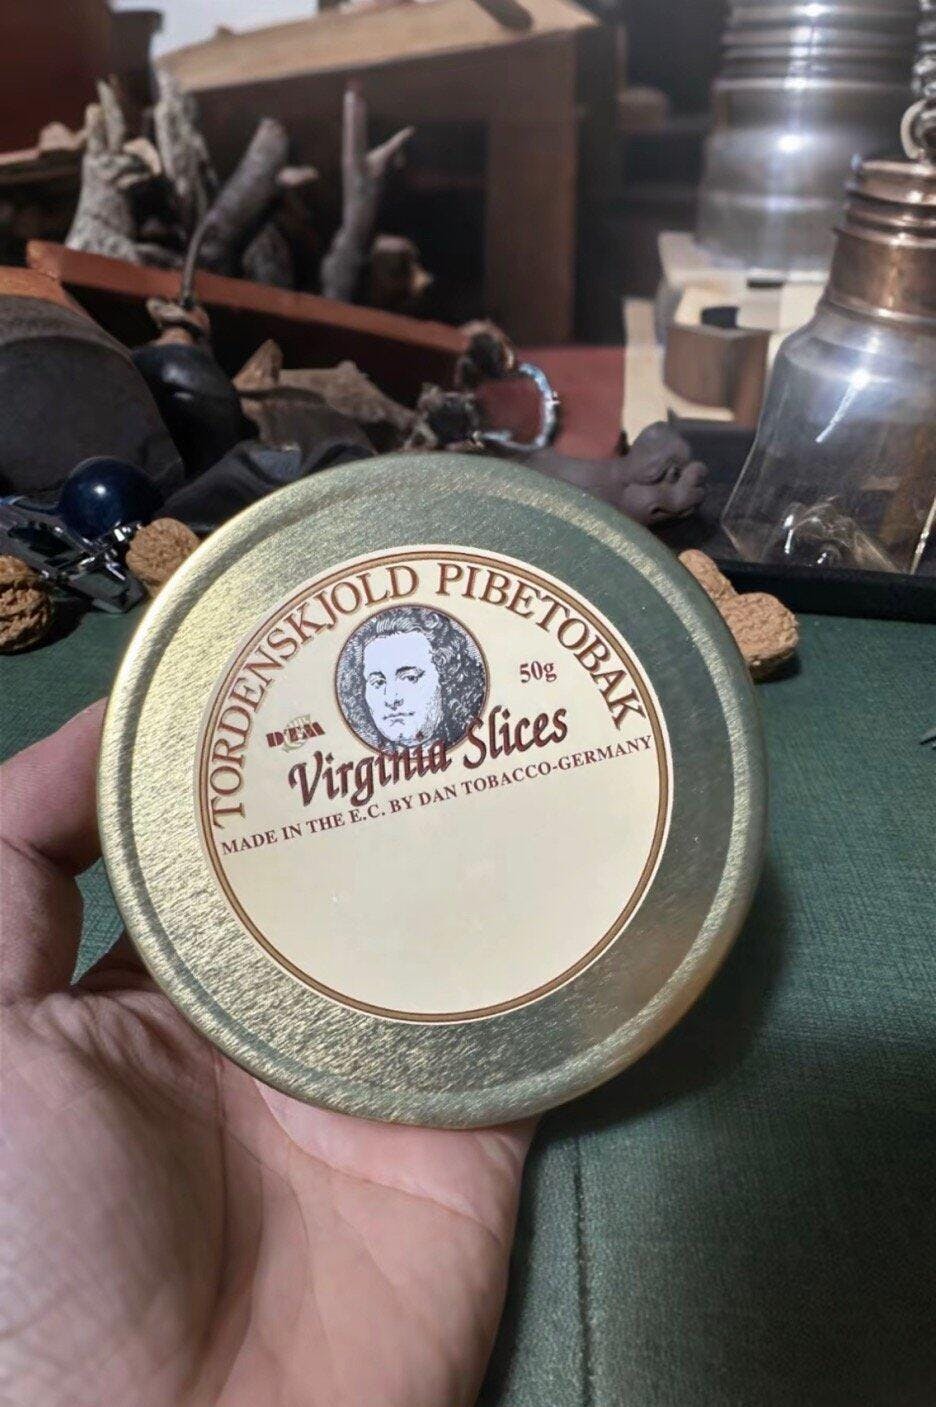 TORDENSKJOLD PIBETOBAK
50g
DTM
Virginia Slices
MADE IN THE E.C. BY DAN TOBACCO-GERMANY